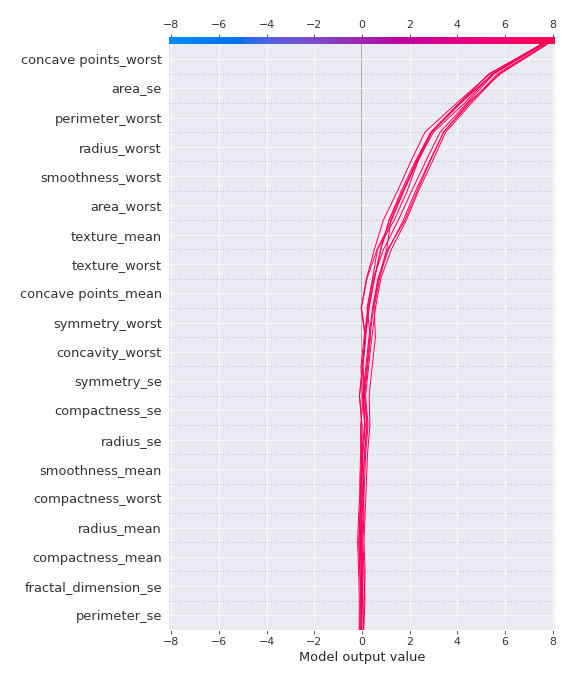 −8 −6 −4 −2 0 2 4 6 8
concave points_worst
area_se
perimeter_worst
radius_worst
smoothness_worst
area_worst
texture_mean
texture_worst
concave points_mean
symmetry_worst
concavity_worst
symmetry_se
compactness_se
radius_se
smoothness_mean
compactness_worst
radius_mean
compactness_mean
fractal_dimension_se
perimeter_se
−8 −6 −4 −2 0 2 4 6 8
Model output value